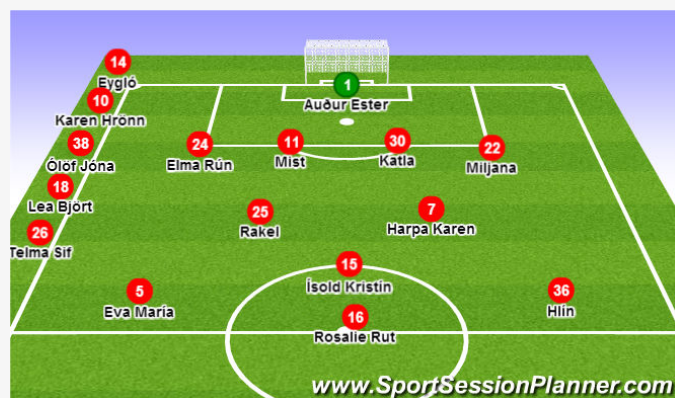 14
Eygló
10
Karen Hrönn
38
Ólöf Jóna
18
Lea Björt
26
Telma Sif
1
Auður Ester
24
Elma Rún
11
Mist
30
Katla
22
Miljana
25
Rakel
7
Harpa Karen
15
Ísold Kristín
5
Eva María
36
Hlín
16
Rosalie Rut
www.SportSessionPlanner.com